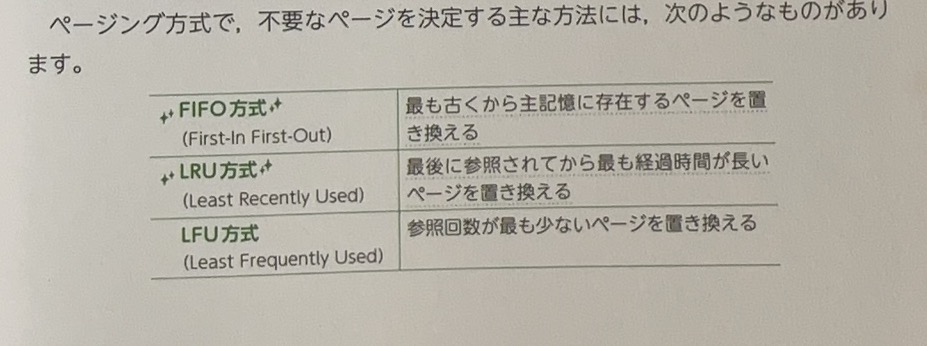 ページング方式で，不要なページを決定する主な方法には，次のようなものがあり
ます。
FIFO方式
(First-In First-Out)
最も古くから主記憶に存在するページを置
き換える
LRU方式
(Least Recently Used)
最後に参照されてから最も経過時間が長い
ページを置き換える
LFU方式
(Least Frequently Used)
参照回数が最も少ないページを置き換える